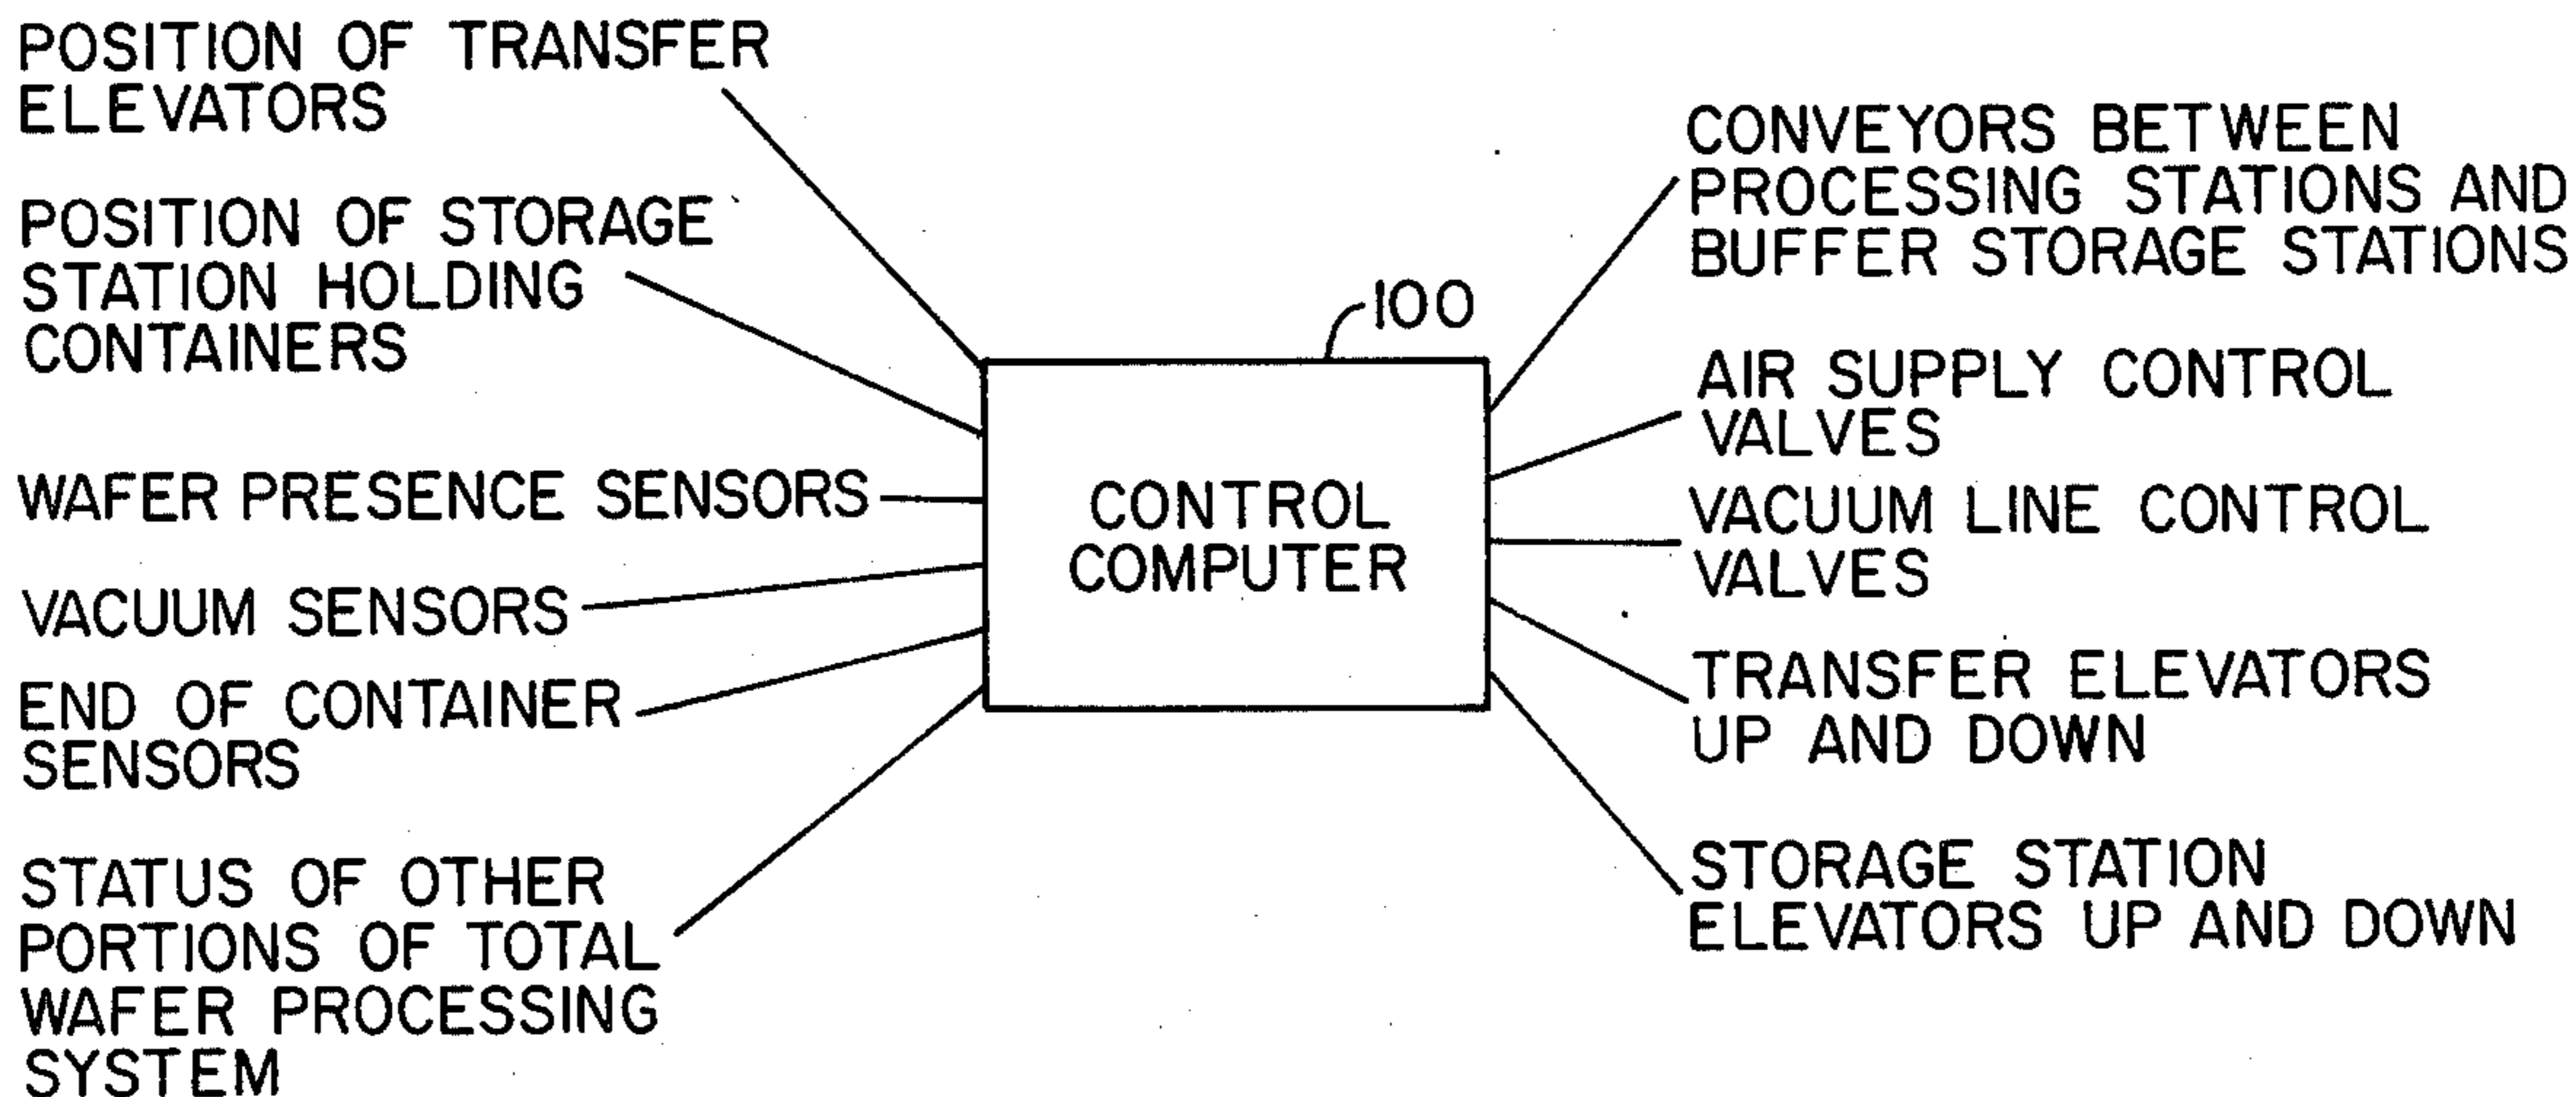 POSITION OF TRANSFER
ELEVATORS
POSITION OF STORAGE
STATION HOLDING
CONTAINERS
WAFER PRESENCE SENSORS
VACUUM SENSORS
END OF CONTAINER
SENSORS
STATUS OF OTHER
PORTIONS OF TOTAL
WAFER PROCESSING
SYSTEM
100
CONTROL
COMPUTER
CONVEYORS BETWEEN
PROCESSING STATIONS AND
BUFFER STORAGE STATIONS
AIR SUPPLY CONTROL
VALVES
VACUUM LINE CONTROL
VALVES
TRANSFER ELEVATORS
UP AND DOWN
STORAGE STATION
ELEVATORS UP AND DOWN